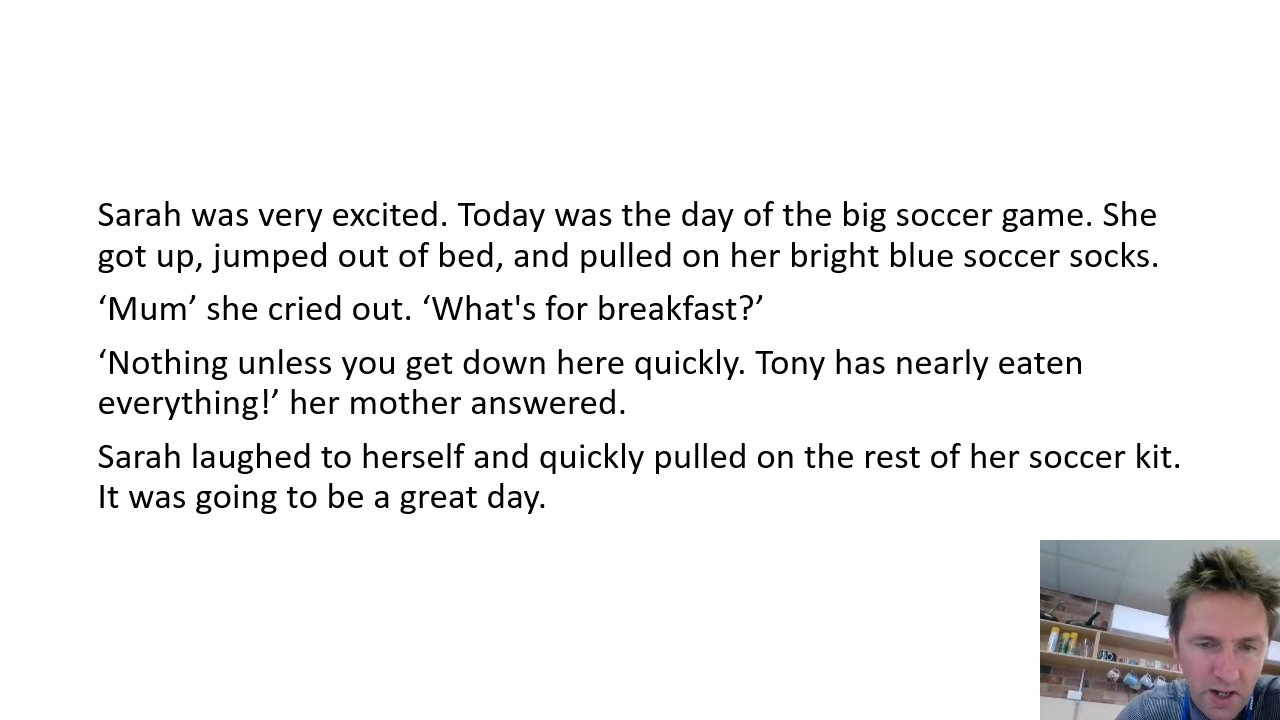 Sarah was very excited. Today was the day of the big soccer game. She
got up, jumped out of bed, and pulled on her bright blue soccer socks.
‘Mum’ she cried out. ‘What's for breakfast?’
‘Nothing unless you get down here quickly. Tony has nearly eaten
everything!’ her mother answered.
Sarah laughed to herself and quickly pulled on the rest of her soccer kit.
It was going to be a great day.